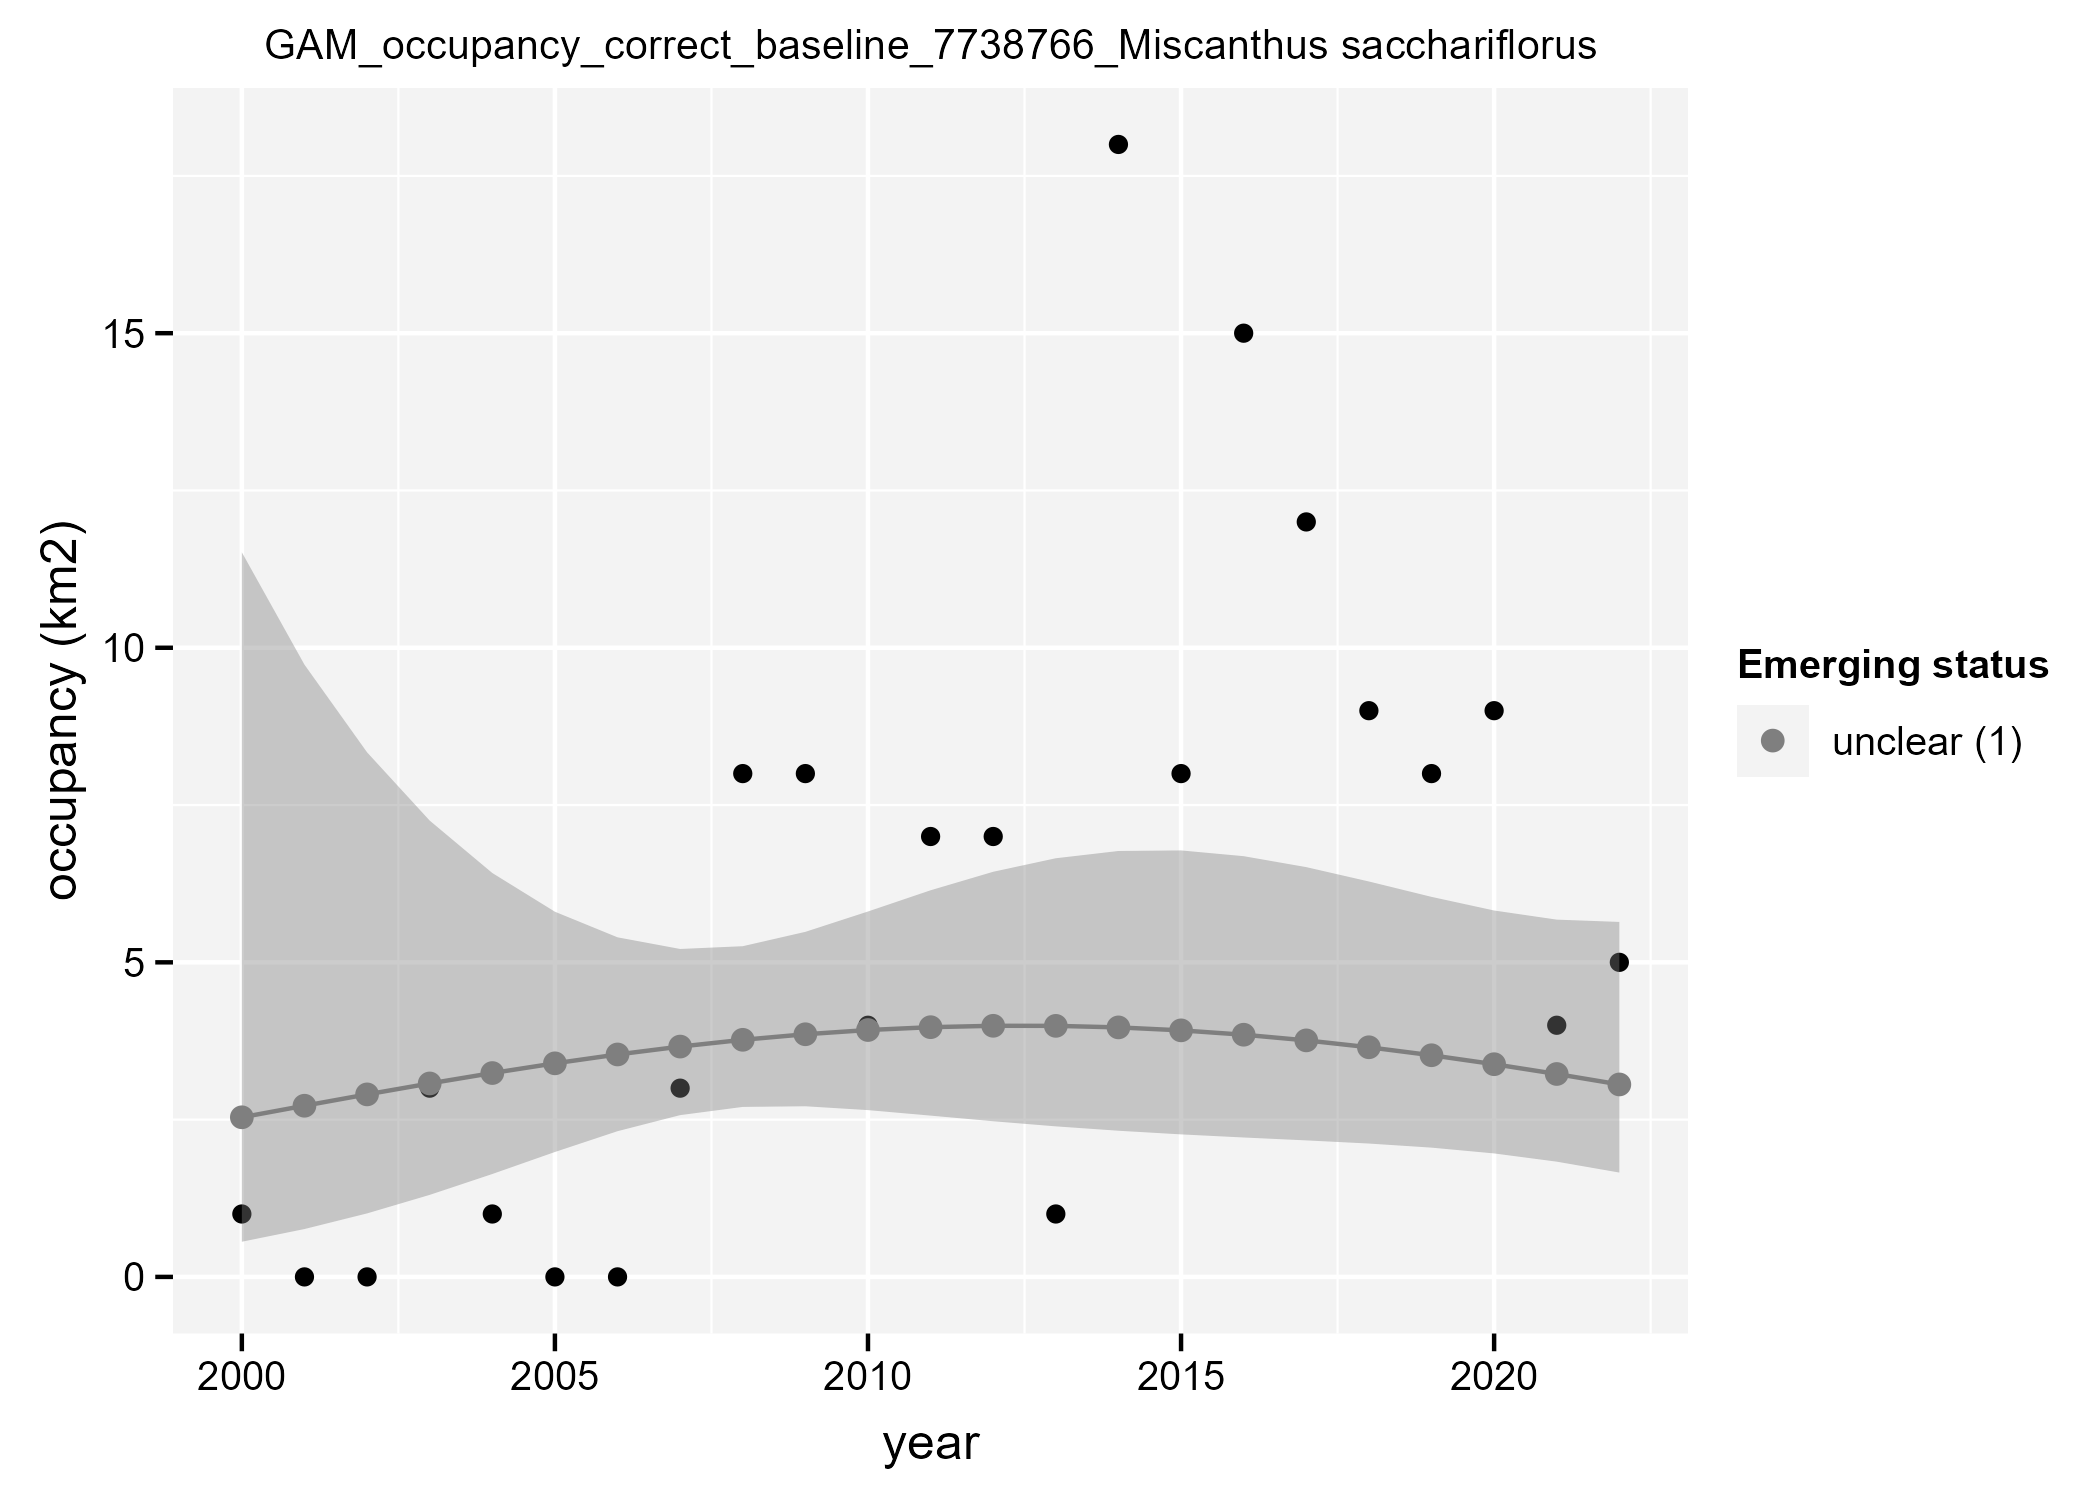 GAM_occupancy_correct_baseline_7738766_Miscanthus sacchariflorus
occupancy (km2)
15
10
5
0
2000 2005 2010 2015 2020
year
Emerging status
unclear (1)